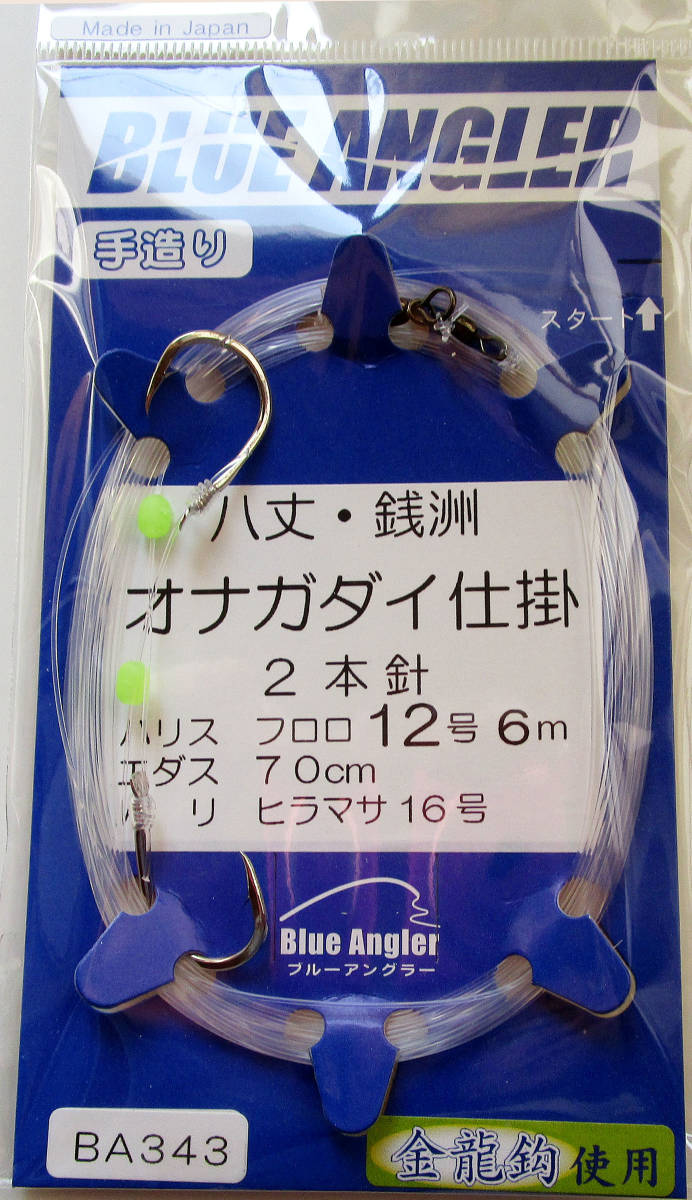 Made in Japan
BLUE ANGLER
手造り
スタート↑
八丈・銭洲
オナガダイ仕掛
２本針
ハリス フロロ 12号 6m
エダス 70cm
ハリ ヒラマサ16号
Blue Angler
ブルーアングラー
BA343
金龍鈎使用